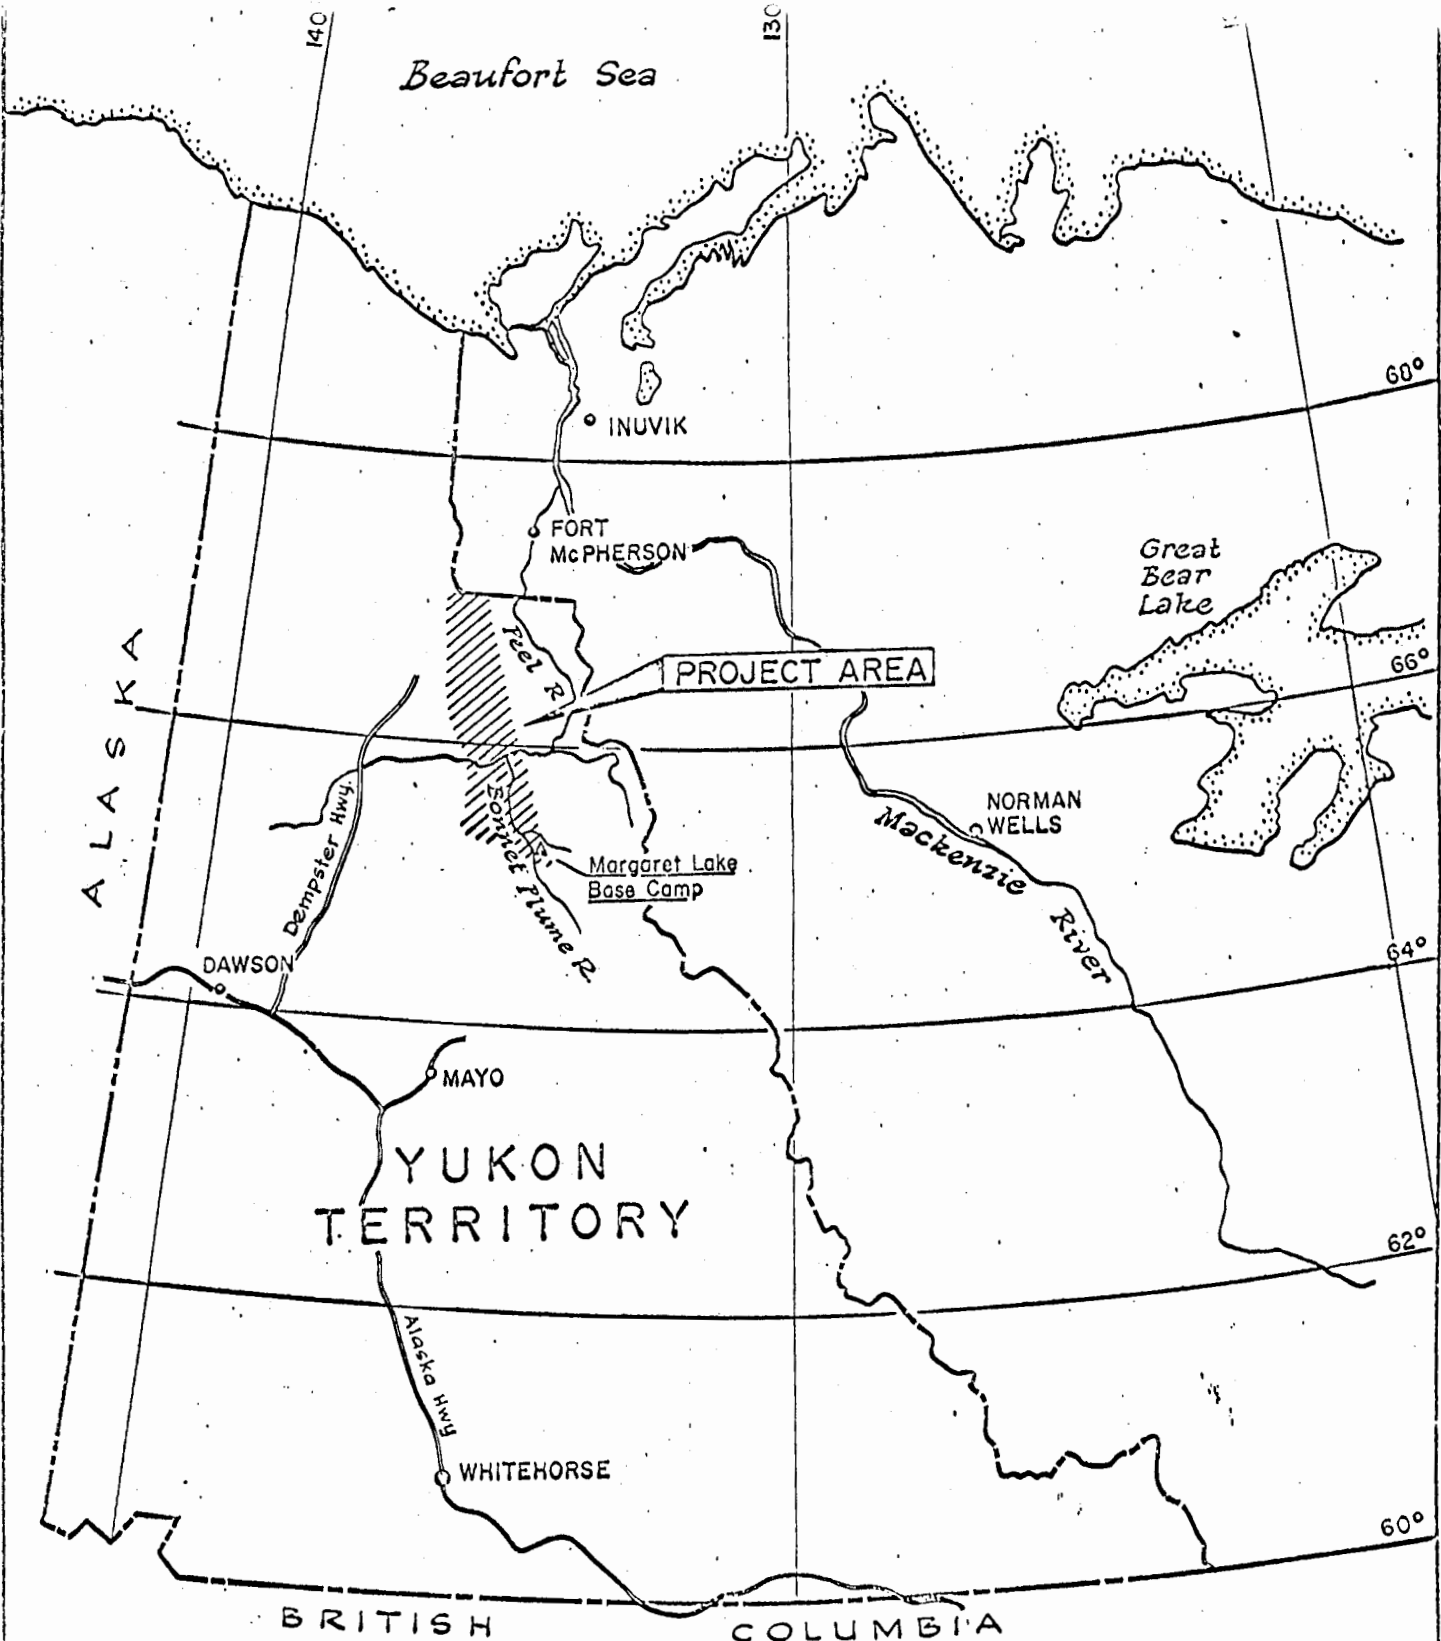 140
130
Beaufort Sea
68°
INUVIK
FORT
McPHERSON
Great
Bear
Lake
Peel R.
PROJECT AREA
66°
ALASKA
Dempster Hwy.
Bonnet Plume R.
NORMAN
WELLS
Mackenzie River
Margaret Lake
Base Camp
DAWSON
64°
MAYO
YUKON
TERRITORY
62°
Alaska Hwy
WHITEHORSE
60°
BRITISH COLUMBIA